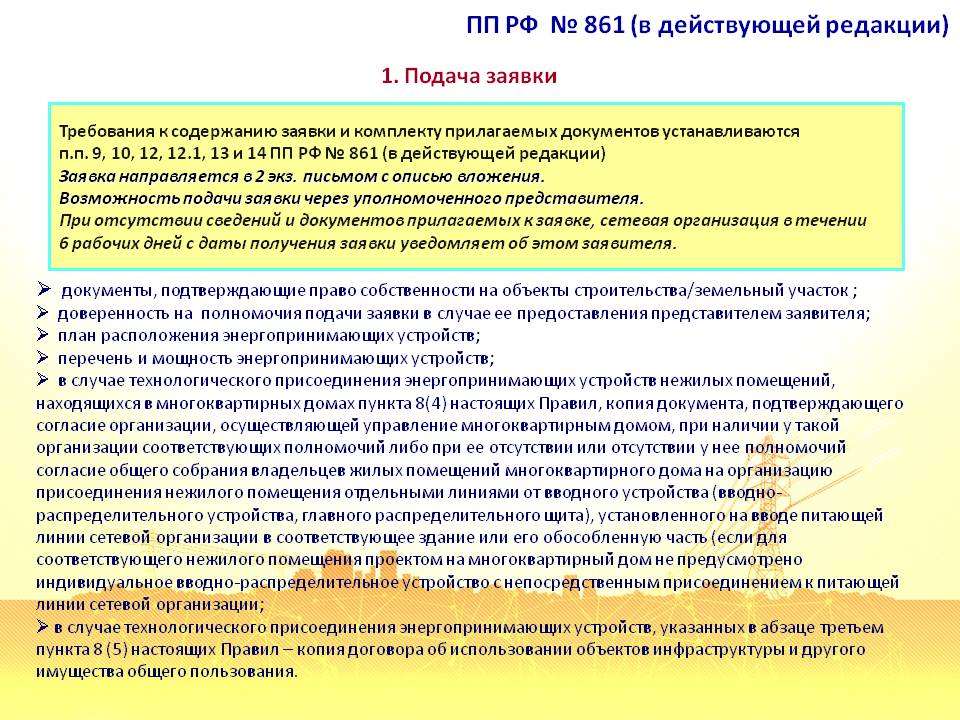 ПП РФ № 861 (в действующей редакции)
1. Подача заявки
Требования к содержанию заявки и комплекту прилагаемых документов устанавливаются
п.п. 9, 10, 12, 12.1, 13 и 14 ПП РФ № 861 (в действующей редакции)
Заявка направляется в 2 экз. письмом с описью вложения.
Возможность подачи заявки через уполномоченного представителя.
При отсутствии сведений и документов прилагаемых к заявке, сетевая организация в течении
6 рабочих дней с даты получения заявки уведомляет об этом заявителя.
➢ документы, подтверждающие право собственности на объекты строительства/земельный участок ;
➢ доверенность на полномочия подачи заявки в случае ее предоставления представителем заявителя;
➢ план расположения энергопринимающих устройств;
➢ перечень и мощность энергопринимающих устройств;
➢ в случае технологического присоединения энергопринимающих устройств нежилых помещений,
находящихся в многоквартирных домах пункта 8(4) настоящих Правил, копия документа, подтверждающего
согласие организации, осуществляющей управление многоквартирным домом, при наличии у такой
организации соответствующих полномочий либо при ее отсутствии или отсутствии у нее полномочий
согласие общего собрания владельцев жилых помещений многоквартирного дома на организацию
присоединения нежилого помещения отдельными линиями от вводного устройства (вводно-
распределительного устройства, главного распределительного щита), установленного на вводе питающей
линии сетевой организации в соответствующее здание или его обособленную часть (если для
соответствующего нежилого помещения проектом на многоквартирный дом не предусмотрено
индивидуальное вводно-распределительное устройство с непосредственным присоединением к питающей
линии сетевой организации;
➢ в случае технологического присоединения энергопринимающих устройств, указанных в абзаце третьем
пункта 8 (5) настоящих Правил – копия договора об использовании объектов инфраструктуры и другого
имущества общего пользования.